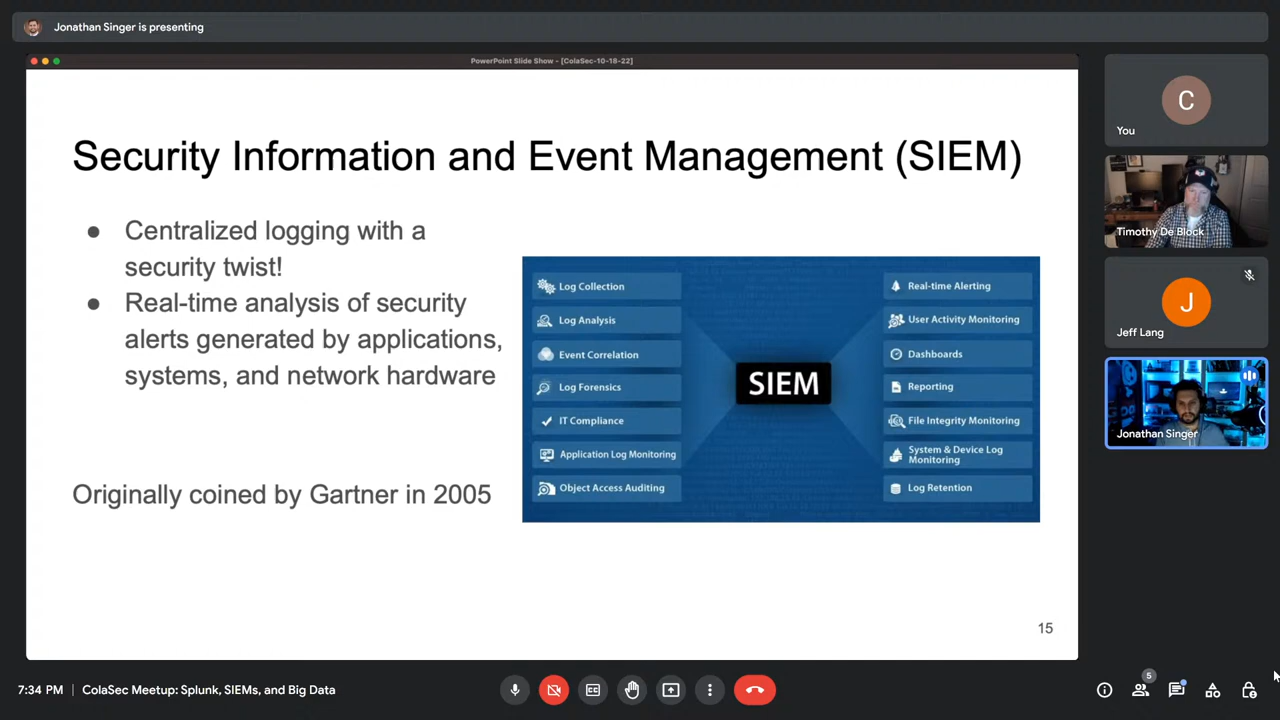 Jonathan Singer is presenting
PowerPoint Slide Show - [ColaSec-10-18-22]
Security Information and Event Management (SIEM)
● Centralized logging with a
security twist!
● Real-time analysis of security
alerts generated by applications,
systems, and network hardware
Originally coined by Gartner in 2005
Log Collection
Log Analysis
Event Correlation
Log Forensics
IT Compliance
Application Log Monitoring
Object Access Auditing
SIEM
Real-time Alerting
User Activity Monitoring
Dashboards
Reporting
File Integrity Monitoring
System & Device Log
Monitoring
Log Retention
15
C
You
Timothy De Block
J
Jeff Lang
Jonathan Singer
7:34 PM | ColaSec Meetup: Splunk, SIEMs, and Big Data
CC
5